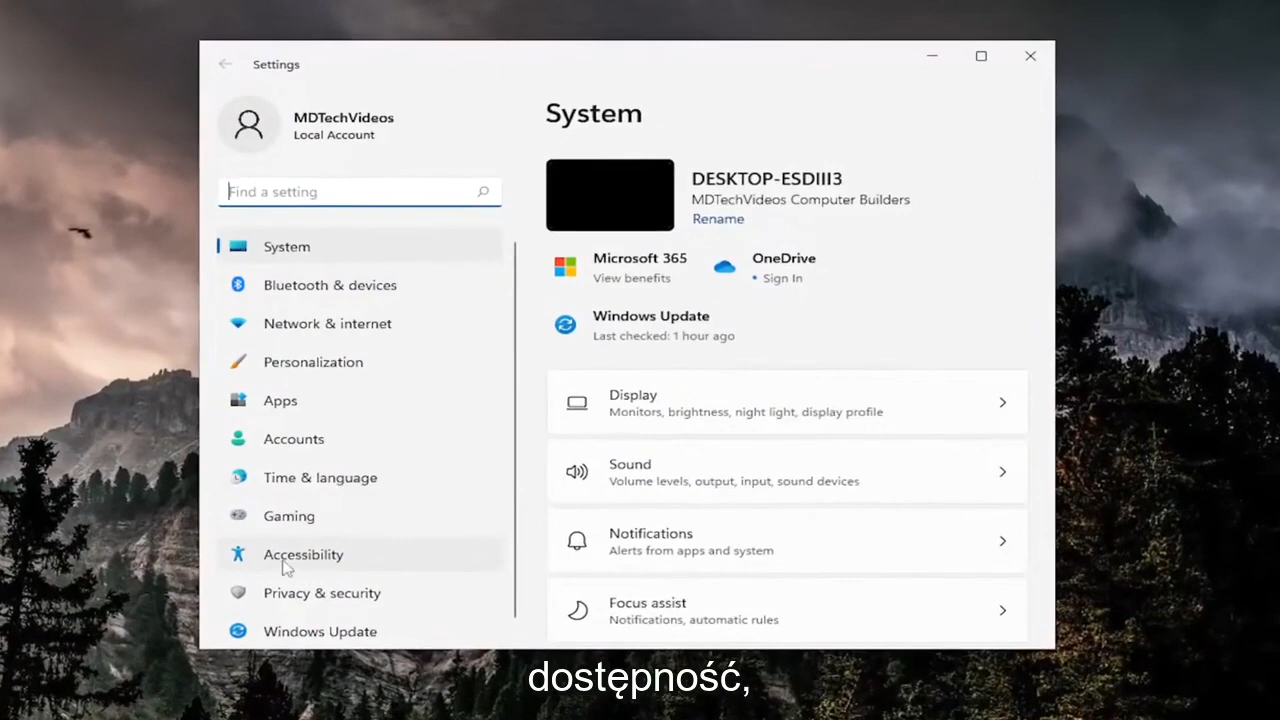 Settings
MDTechVideos
Local Account
Find a setting
System
Bluetooth & devices
Network & internet
Personalization
Apps
Accounts
Time & language
Gaming
Accessibility
Privacy & security
Windows Update
System
DESKTOP-ESDIII3
MDTechVideos Computer Builders
Rename
Microsoft 365
View benefits
OneDrive
• Sign In
Windows Update
Last checked: 1 hour ago
Display
Monitors, brightness, night light, display profile
Sound
Volume levels, output, input, sound devices
Notifications
Alerts from apps and system
Focus assist
Notifications, automatic rules
dostępność,